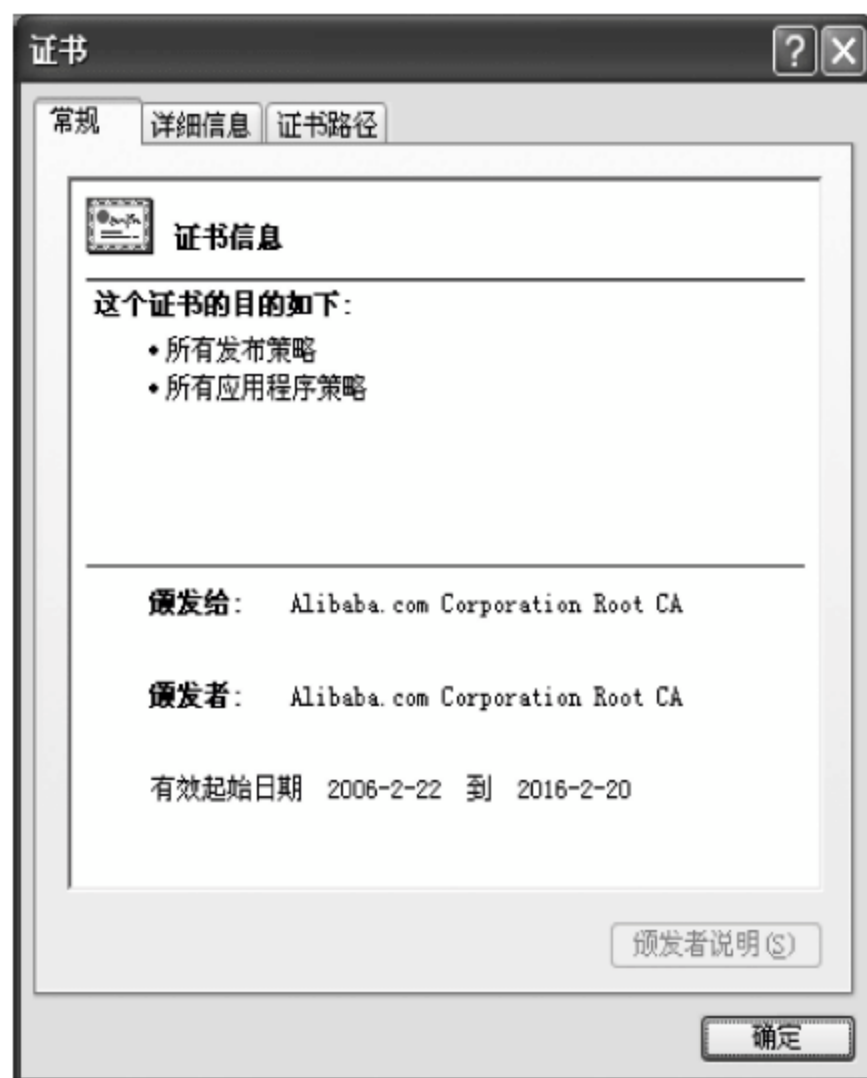 证书
常规 详细信息 证书路径
证书信息
这个证书的目的如下:
•所有发布策略
•所有应用程序策略
颁发给: Alibaba.com Corporation Root CA
颁发者: Alibaba.com Corporation Root CA
有效起始日期 2006-2-22 到 2016-2-20
颁发者说明(S)
确定